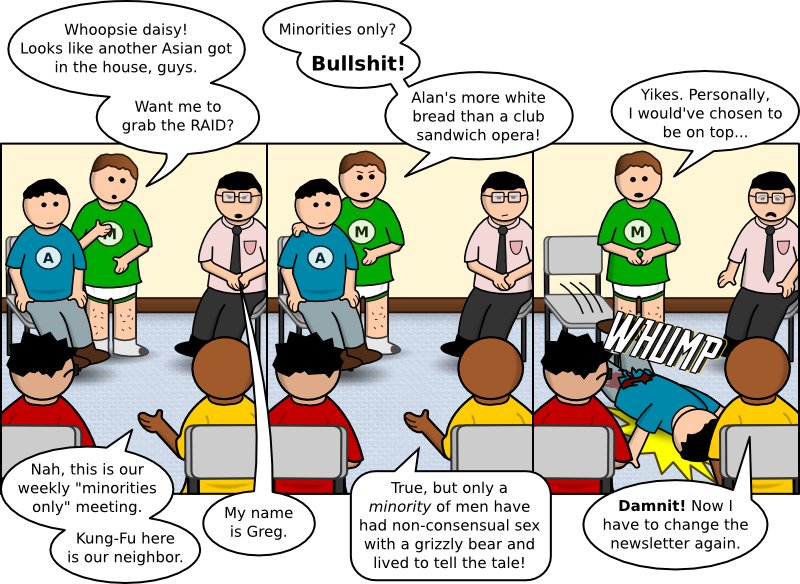 Whoopsie daisy!
Looks like another Asian got
in the house, guys.
Want me to
grab the RAID?
Nah, this is our
weekly "minorities
only" meeting.
Kung-Fu here
is our neighbor.
My name
is Greg.
A
M
Minorities only?
Bullshit!
Alan's more white
bread than a club
sandwich opera!
True, but only a
minority of men have
had non-consensual sex
with a grizzly bear and
lived to tell the tale!
A
M
Yikes. Personally,
I would've chosen to
be on top...
M
WHUMP
Damnit! Now I
have to change the
newsletter again.